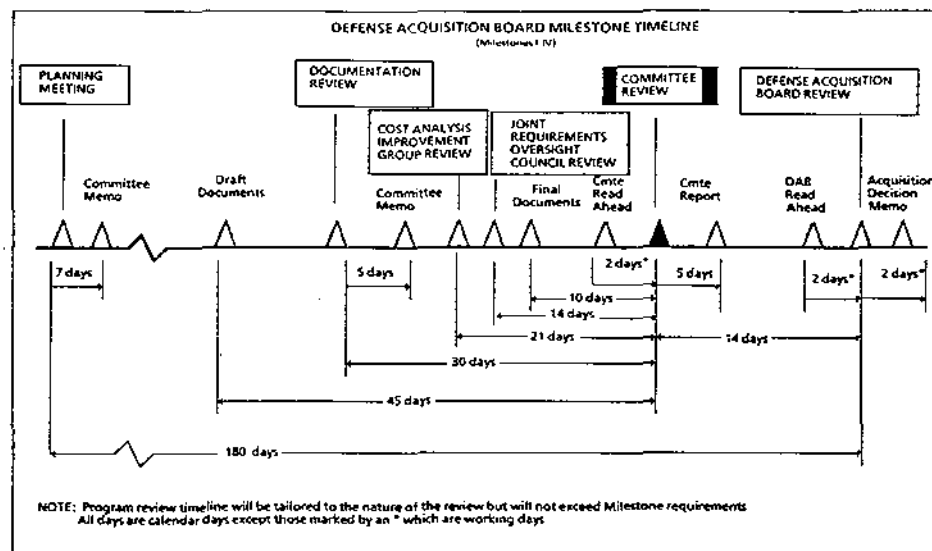 DEFENSE ACQUISITION BOARD MILESTONE TIMELINE
(Milestones I-IV)
PLANNING
MEETING
DOCUMENTATION
REVIEW
COMMITTEE
REVIEW
DEFENSE ACQUISITION
BOARD REVIEW
COST ANALYSIS
IMPROVEMENT
GROUP REVIEW
JOINT
REQUIREMENTS
OVERSIGHT
COUNCIL REVIEW
Committee
Memo
Draft
Documents
Committee
Memo
Final
Documents
Cmte
Read
Ahead
Cmte
Report
DAB
Read
Ahead
Acquisition
Decision
Memo
7 days
5 days
2 days*
5 days
2 days*
2 days*
10 days
14 days
21 days
14 days
30 days
45 days
180 days
NOTE: Program review timeline will be tailored to the nature of the review but will not exceed Milestone requirements
All days are calendar days except those marked by an * which are working days